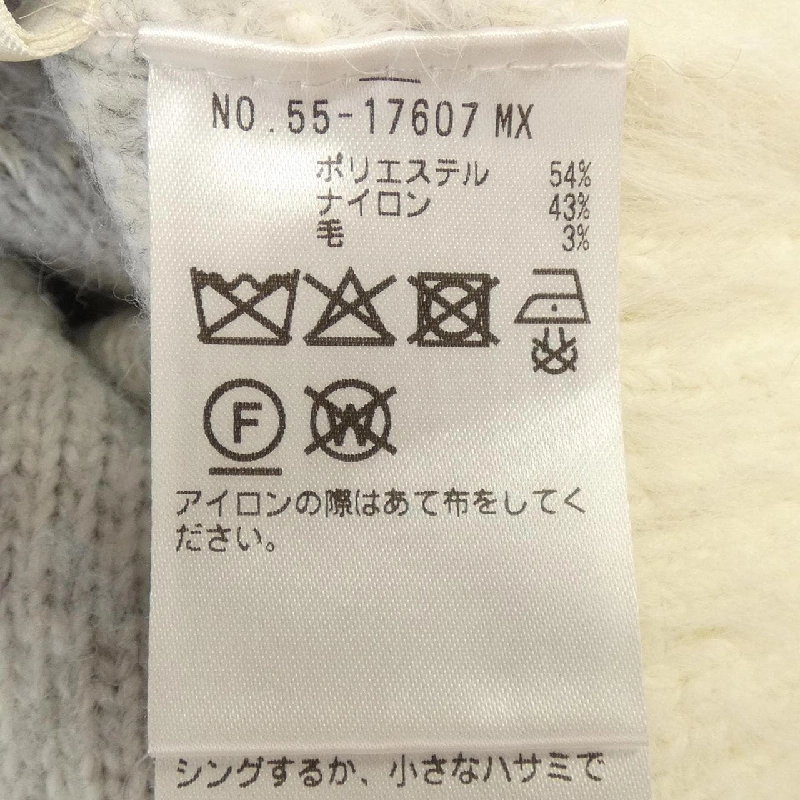 NO.55-17607 MX
ポリエステル 54%
ナイロン 43%
毛 3%
F W
アイロンの際はあて布をしてく
ださい。
シングするか、小さなハサミで